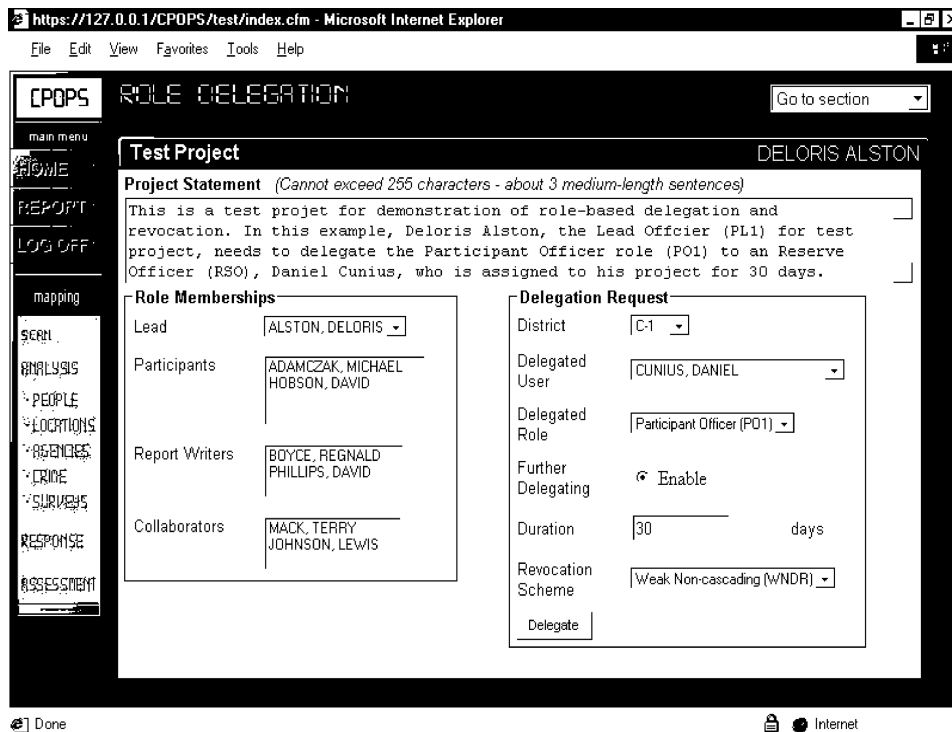 https://127.0.0.1/CPOPS/test/index.cfm - Microsoft Internet Explorer
File Edit View Favorites Tools Help
CPOPS
ROLE DELEGATION
Go to section
main menu
HOME
REPORT
LOG OFF
mapping
SCAN
ANALYSIS
PEOPLE
LOCATIONS
AGENCIES
CRIME
SURVEYS
RESPONSE
ASSESSMENT
Test Project
DELORIS ALSTON
Project Statement (Cannot exceed 255 characters - about 3 medium-length sentences)
This is a test projet for demonstration of role-based delegation and
revocation. In this example, Deloris Alston, the Lead Offcier (PL1) for test
project, needs to delegate the Participant Officer role (PO1) to an Reserve
Officer (RSO), Daniel Cunius, who is assigned to his project for 30 days.
Role Memberships
Lead ALSTON, DELORIS
Participants ADAMCZAK, MICHAEL
HOBSON, DAVID
Report Writers BOYCE, REGNALD
PHILLIPS, DAVID
Collaborators MACK, TERRY
JOHNSON, LEWIS
Delegation Request
District C-1
Delegated
User CUNIUS, DANIEL
Delegated
Role Participant Officer (PO1)
Further
Delegating Enable
Duration 30 days
Revocation
Scheme Weak Non-cascading (WNDR)
Delegate
Done
Internet